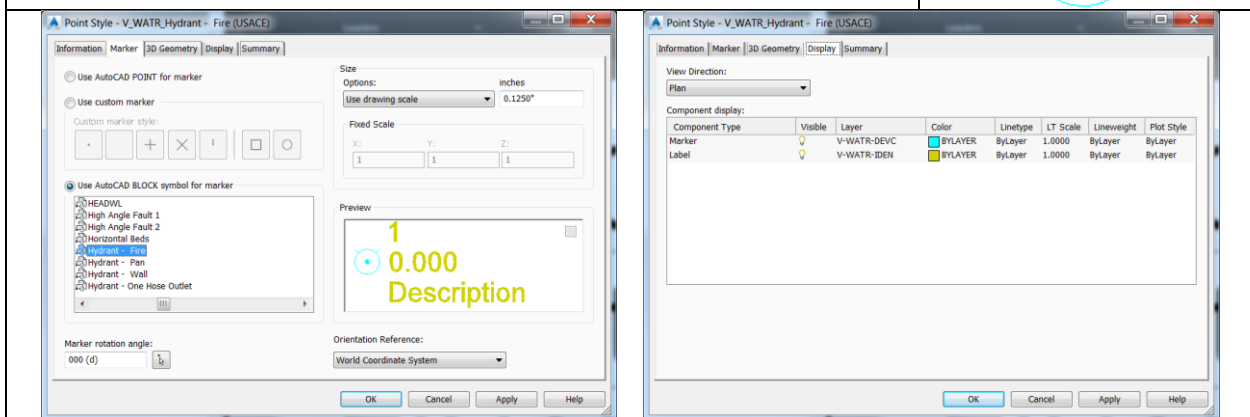 Point Style - V_WATR_Hydrant - Fire (USACE)
Information Marker 3D Geometry Display Summary
Use AutoCAD POINT for marker
Use custom marker
Custom marker style:
Use AutoCAD BLOCK symbol for marker
HEADWL
High Angle Fault 1
High Angle Fault 2
Horizontal Beds
Hydrant - Fire
Hydrant - Pan
Hydrant - Wall
Hydrant - One Hose Outlet
Marker rotation angle:
000 (d)
Size
Options: inches
Use drawing scale 0.1250"
Fixed Scale
X: Y: Z:
1 1 1
Preview
1
0.000
Description
Orientation Reference:
World Coordinate System
OK Cancel Apply Help
Point Style - V_WATR_Hydrant - Fire (USACE)
Information Marker 3D Geometry Display Summary
View Direction:
Plan
Component display:
Component Type Visible Layer Color Linetype LT Scale Lineweight Plot Style
Marker V-WATR-DEVC BYLAYER ByLayer 1.0000 ByLayer ByLayer
Label V-WATR-IDEN BYLAYER ByLayer 1.0000 ByLayer ByLayer
OK Cancel Apply Help